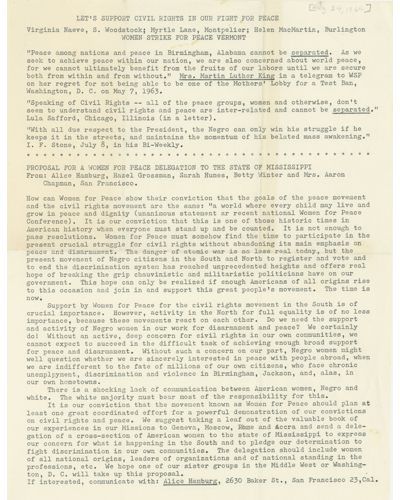 LET'S SUPPORT CIVIL RIGHTS IN OUR FIGHT FOR PEACE
Virginia Naeve, S. Woodstock; Myrtle Lane, Montpelier; Helen MacMartin, Burlington
WOMEN STRIKE FOR PEACE VERMONT
"Peace among nations and peace in Birmingham, Alabama cannot be separated. As we
seek to achieve peace within our nation, we are also concerned about world peace,
for we cannot ultimately benefit from the fruits of our labors until we are secure
both from within and from without." Mrs. Martin Luther King in a telegram to WSP
on her regret for not being able to be one of the Mothers' Lobby for a Test Ban,
Washington, D. C. on May 7, 1963.
"Speaking of Civil Rights -- all of the peace groups, women and otherwise, don't
seem to understand civil rights and peace are inter-related and cannot be separated."
Lula Safford, Chicago, Illinois (in a letter).
"With all due respect to the President, the Negro can only win his struggle if he
keeps it in the streets, and maintains the momentum of his belated mass awakening."
I. F. Stone, July 8, in his Bi-Weekly.
PROPOSAL FOR A WOMEN FOR PEACE DELEGATION TO THE STATE OF MISSISSIPPI
From: Alice Hamburg, Hazel Grossman, Sarah Hunes, Betty Winter and Mrs. Aaron
Chapman, San Francisco.
How can Women for Peace show their conviction that the goals of the peace movement
and the civil rights movement are the same: "a world where every child may live and
grow in peace and dignity (unanimous statement sr recent national Women for Peace
Conference). It is our conviction that this is one of those historic times in
American history when everyone must stand up and be counted. It is not enough to
pass resolutions. Women for Peace must somehow find the time to participate in the
present crucial struggle for civil rights without abandoning its main emphasis on
peace and disarmament. The danger of atomic war is no less real today, but the
present movement of Negro citizens in the South and North to register and vote and
to end the discrimination system has reached unprecedented heights and offers real
hope of breaking the grip chauvinistic and militaristic politicians have on our
government. This hope can only be realized if enough Americans of all origins rise
to this occasion and join in and support this great people's movement. The time is
now.
Support by Women for Peace for the civil rights movement in the South is of
crucial importance. However, activity in the North for full equality is of no less
importance, because these movements react on each other. Do we need the support
and activity of Negro women in our work for disarmament and peace? We certainly
do! Without an active, deep concern for civil rights in our own communities, we
cannot expect to succeed in the difficult task of achieving enough broad support
for peace and disarmament. Without such a concern on our part, Negro women might
well question whether we are sincerely interested in peace with people abroad, when
we are indifferent to the fate of millions of our own citizens, who face chronic
unemployment, discrimination and violence in Birmingham, Jackson, and, alas, in
our own hometowns.
There is a shocking lack of communication between American women, Negro and
white. The white majority must bear most of the responsibility for this.
It is our conviction that the movement known as Women for Peace should plan at
least one great coordinated effort for a powerful demonstration of our convictions
on civil rights and peace. We suggest taking a leaf out of the valuable book of
our experiences in our Missions to Geneva, Moscow, Rome and Accra and send a dele-
gation of a cross-section of American women to the state of Mississippi to express
our concern for what is happening in the South and to pledge our determination to
fight discrimination in our own communities. The delegation should include women
of all national origins, leaders of organizations and of national standing in the
professions, etc. We hope one of our sister groups in the Middle West or Washing-
ton, D. C. will take up this proposal.
If interested, communicate with: Alice Hamburg, 2630 Baker St., San Francisco 23, Cal.